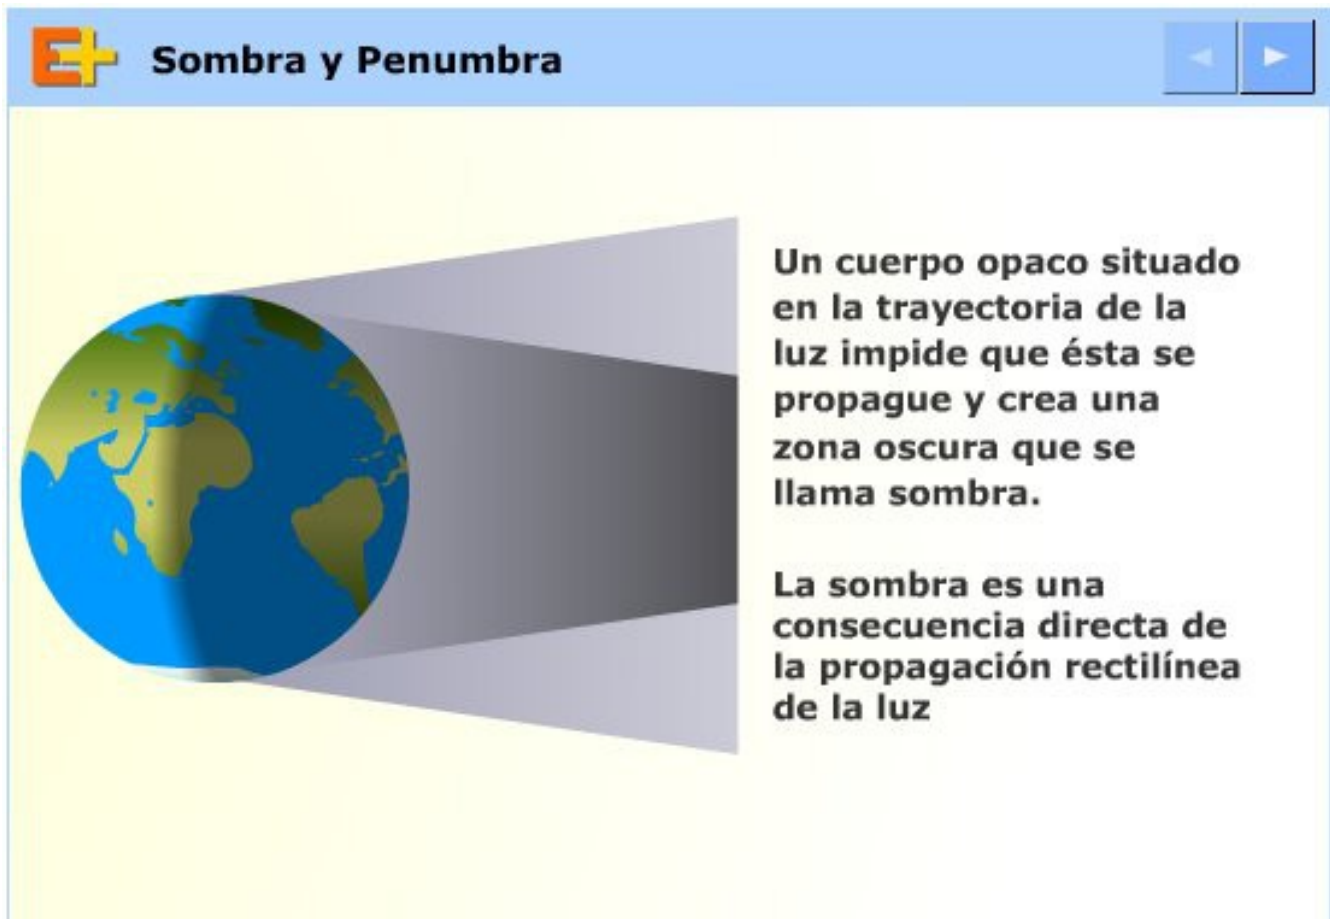 E+ Sombra y Penumbra
Un cuerpo opaco situado
en la trayectoria de la
luz impide que ésta se
propague y crea una
zona oscura que se
llama sombra.
La sombra es una
consecuencia directa de
la propagación rectilínea
de la luz